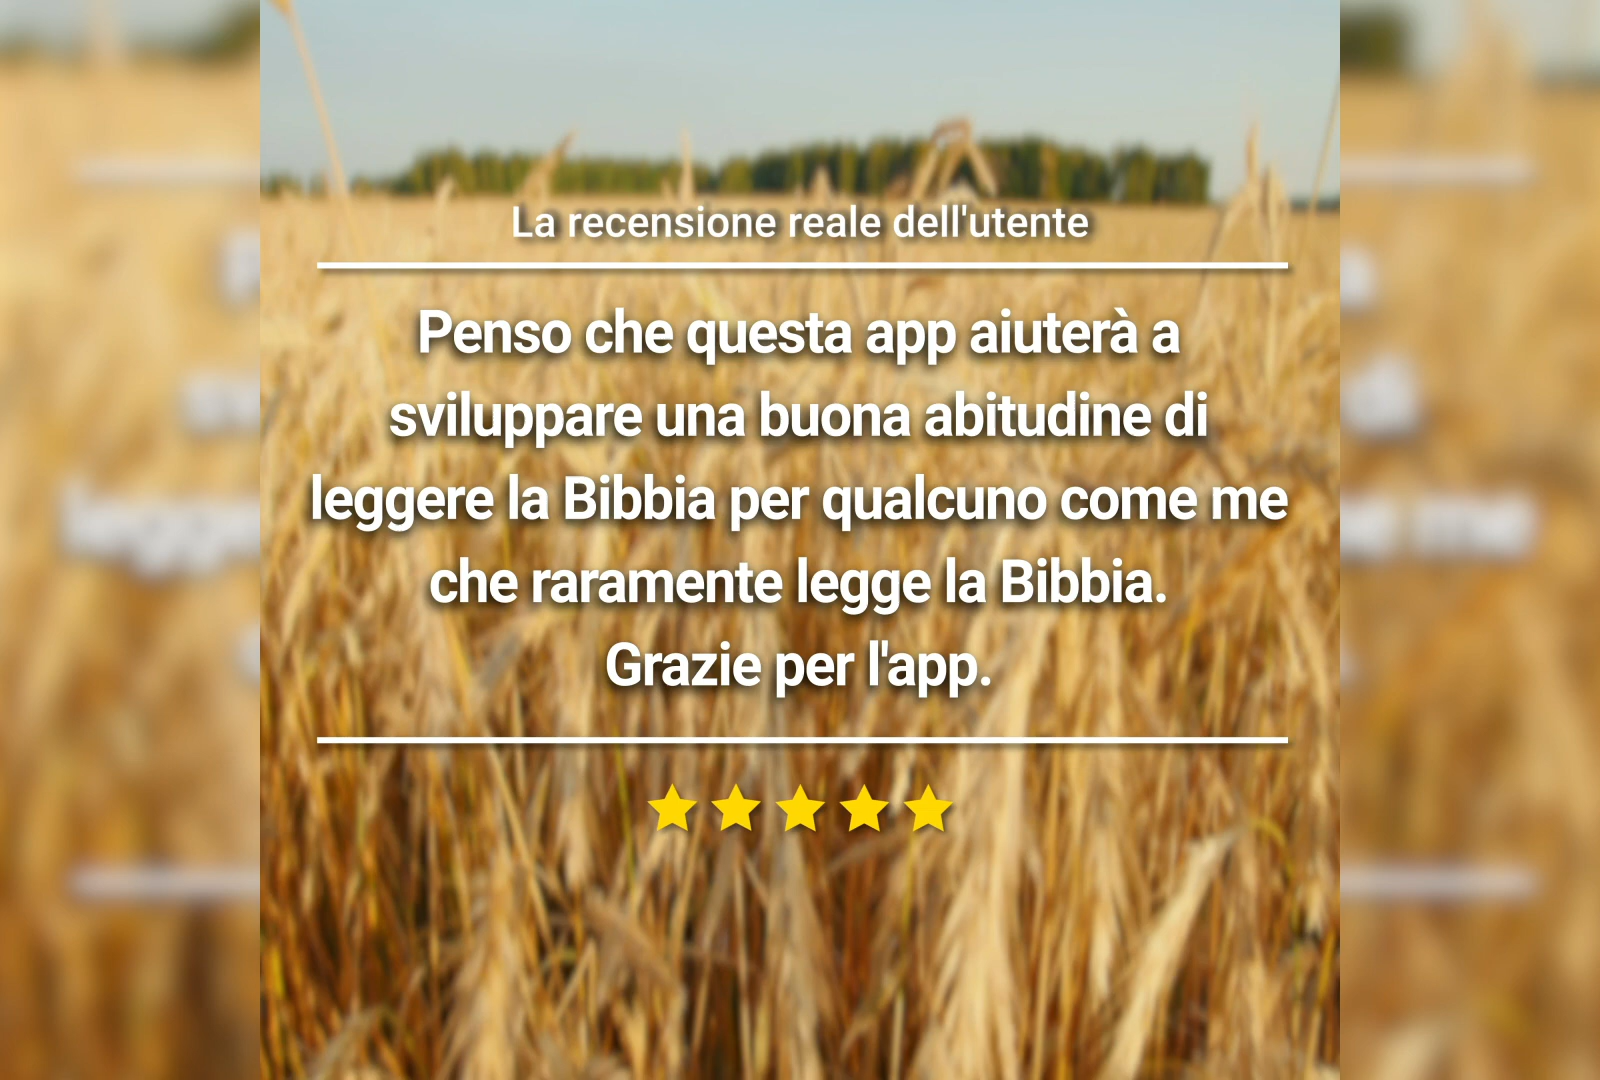 La recensione reale dell'utente
Penso che questa app aiuterà a
sviluppare una buona abitudine di
leggere la Bibbia per qualcuno come me
che raramente legge la Bibbia.
Grazie per l'app.